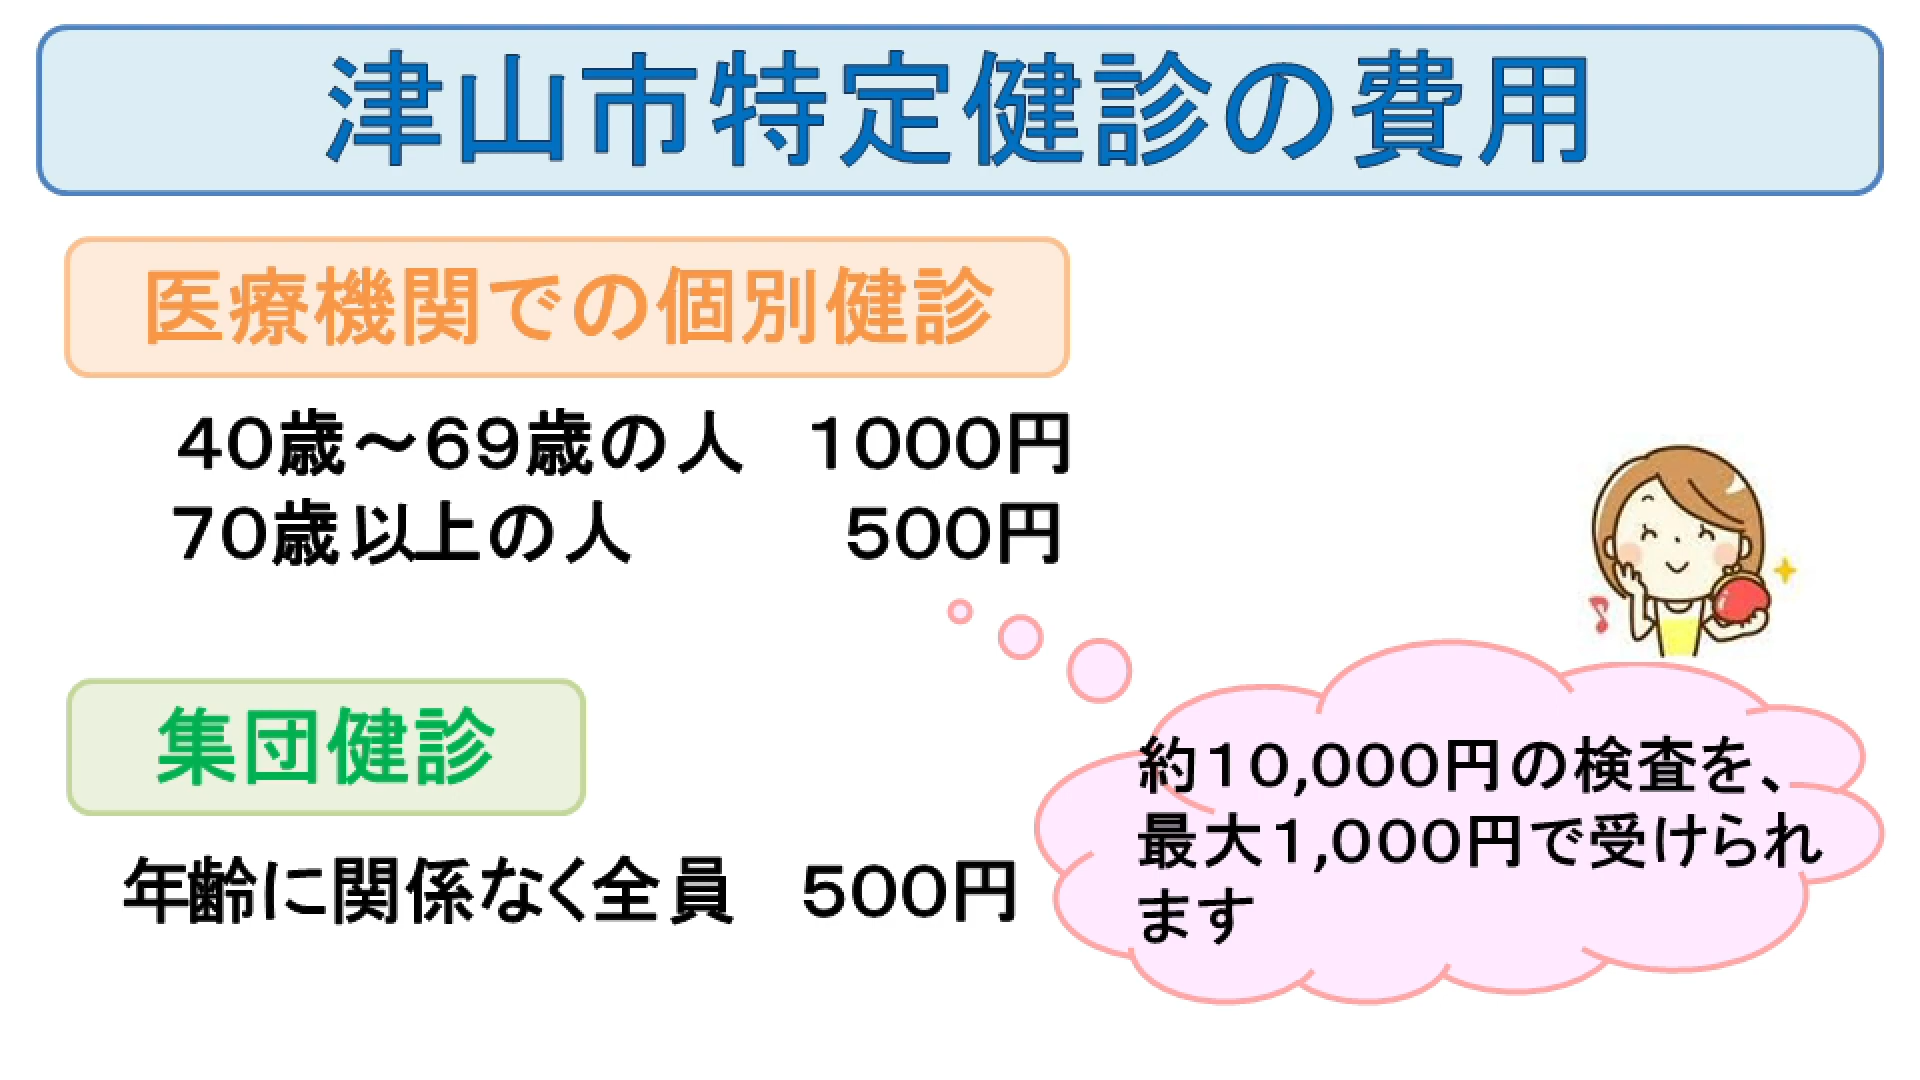 津山市特定健診の費用
医療機関での個別健診
40歳～69歳の人　1000円
70歳以上の人　500円
集団健診
年齢に関係なく全員　500円
約10,000円の検査を、
最大1,000円で受けられ
ます